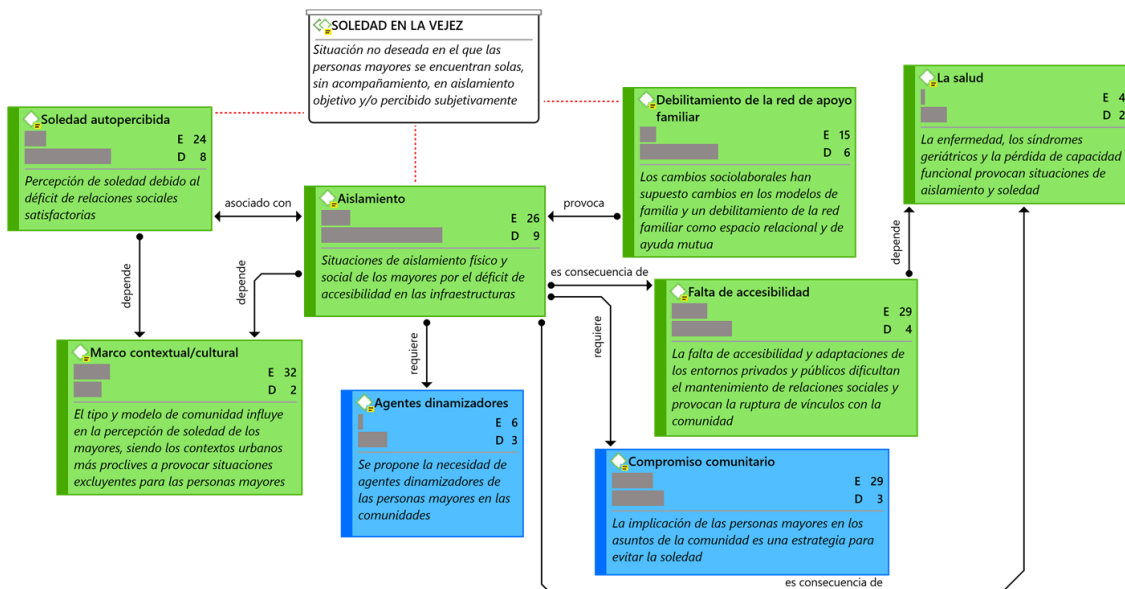 SOLEDAD EN LA VEJEZ
Situación no deseada en el que las
personas mayores se encuentran solas,
sin acompañamiento, en aislamiento
objetivo y/o percibido subjetivamente
Soledad autopercibida
E 24
D 8
Percepción de soledad debido al
déficit de relaciones sociales
satisfactorias
Debilitamiento de la red de apoyo
familiar
E 15
D 6
Los cambios sociolaborales han
supuesto cambios en los modelos de
familia y un debilitamiento de la red
familiar como espacio relacional y de
ayuda mutua
La salud
E 4
D 2
La enfermedad, los síndromes
geriátricos y la pérdida de capacidad
funcional provocan situaciones de
aislamiento y soledad
asociado con
Aislamiento
E 26
D 9
Situaciones de aislamiento físico y
social de los mayores por el déficit de
accesibilidad en las infraestructuras
provoca
depende
depende
es consecuencia de
depende
Falta de accesibilidad
E 29
D 4
La falta de accesibilidad y adaptaciones de
los entornos privados y públicos dificultan
el mantenimiento de relaciones sociales y
provocan la ruptura de vínculos con la
comunidad
requiere
requiere
Marco contextual/cultural
E 32
D 2
El tipo y modelo de comunidad influye
en la percepción de soledad de los
mayores, siendo los contextos urbanos
más proclives a provocar situaciones
excluyentes para las personas mayores
Agentes dinamizadores
E 6
D 3
Se propone la necesidad de
agentes dinamizadores de
las personas mayores en las
comunidades
Compromiso comunitario
E 29
D 3
La implicación de las personas mayores en los
asuntos de la comunidad es una estrategia para
evitar la soledad
es consecuencia de